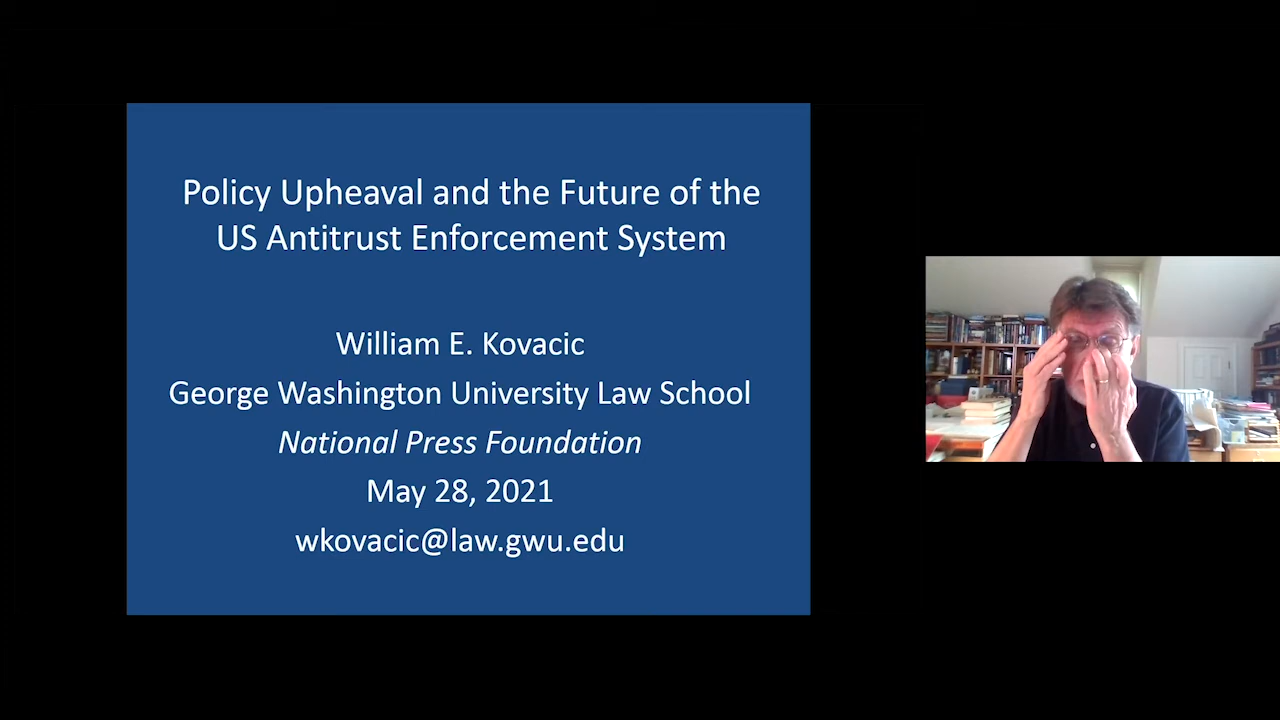 Policy Upheaval and the Future of the
US Antitrust Enforcement System
William E. Kovacic
George Washington University Law School
National Press Foundation
May 28, 2021
wkovacic@law.gwu.edu